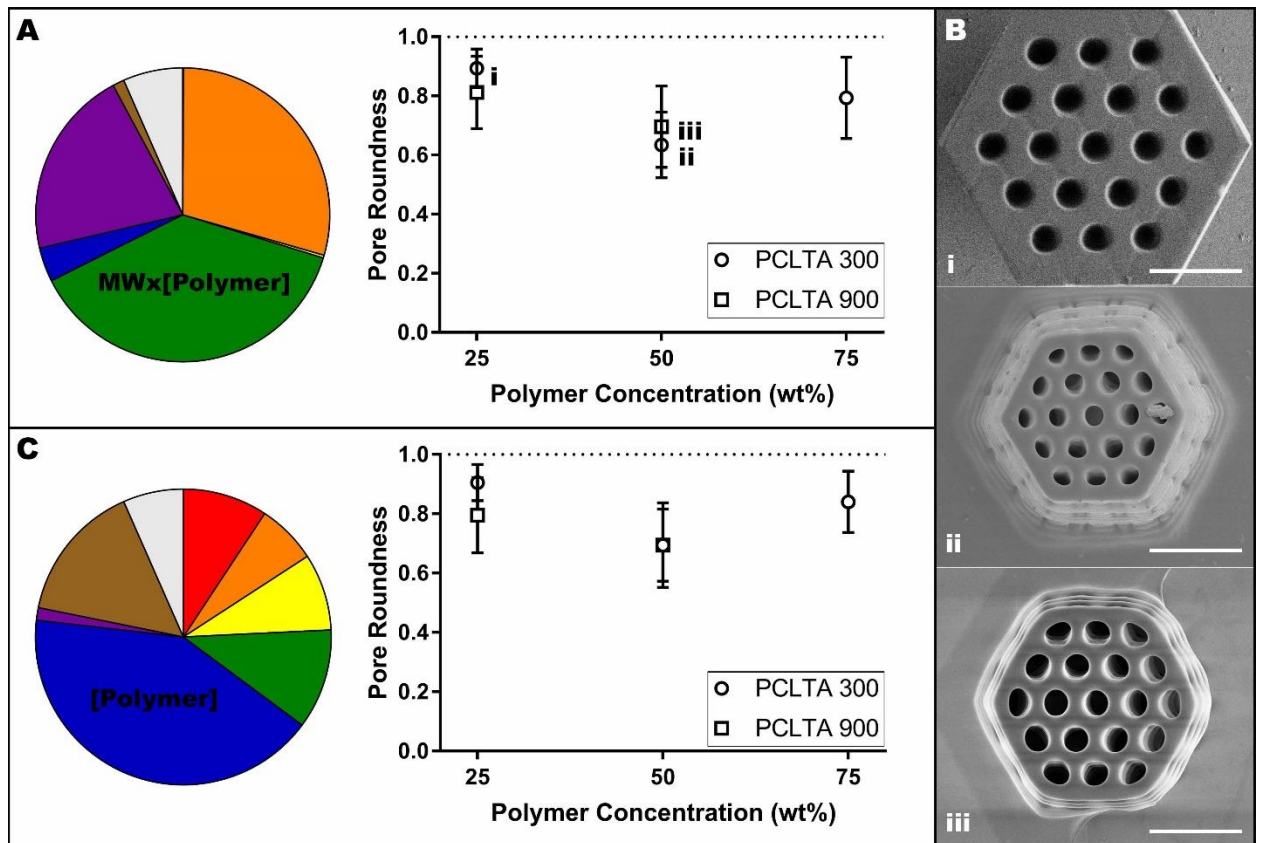 A
MWx[Polymer]
Pore Roundness
1.0
0.8
0.6
0.4
0.2
0.0
i
iii
ii
PCLTA 300
PCLTA 900
25
50
75
Polymer Concentration (wt%)
B
i
ii
iii
C
[Polymer]
Pore Roundness
1.0
0.8
0.6
0.4
0.2
0.0
PCLTA 300
PCLTA 900
25
50
75
Polymer Concentration (wt%)